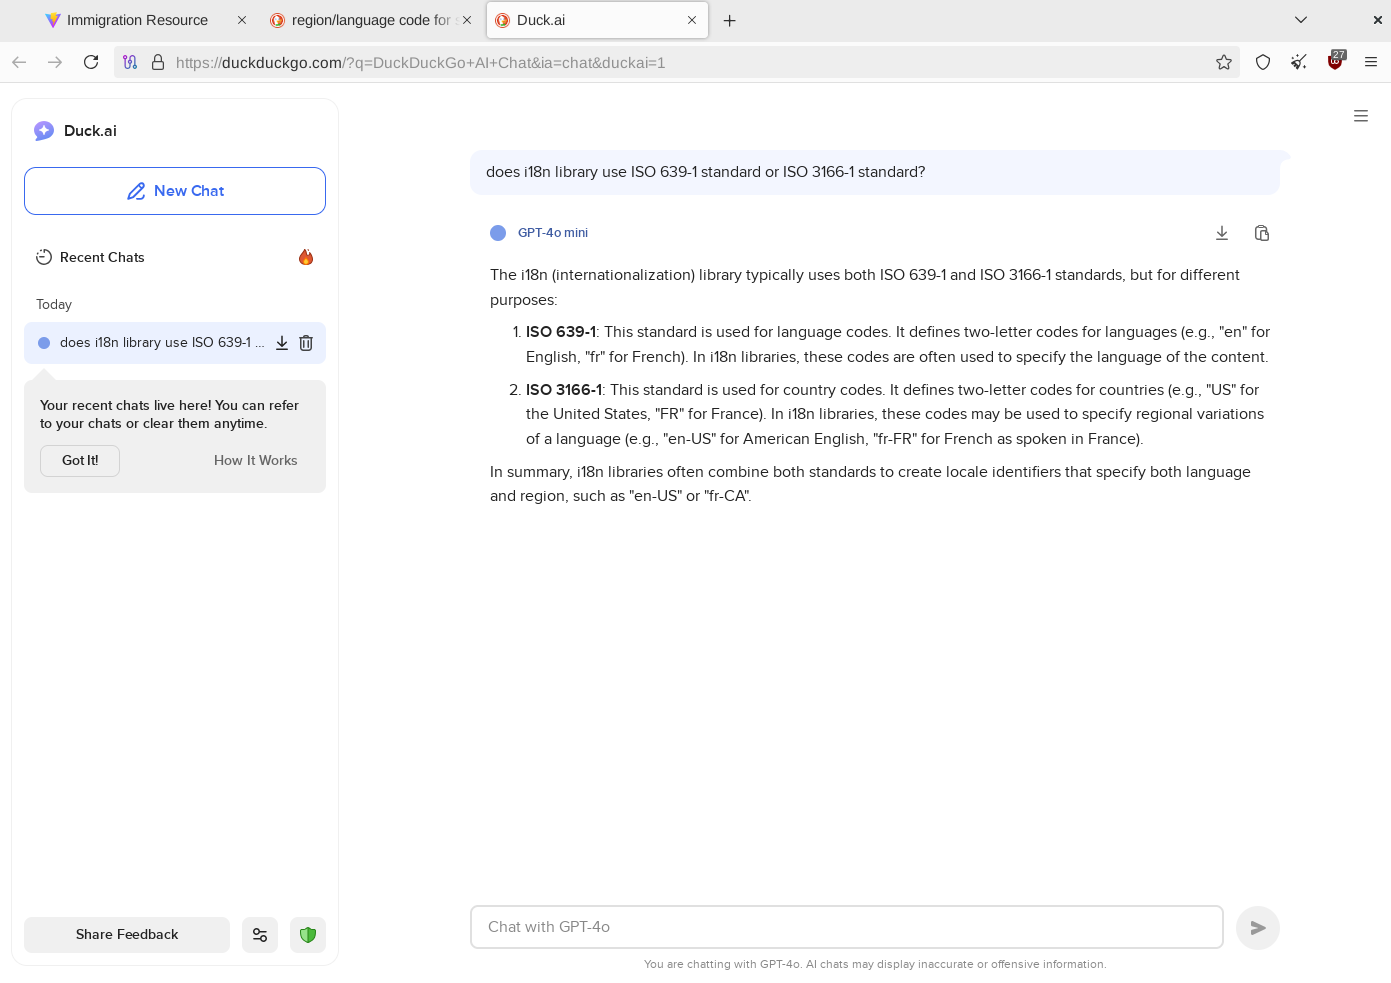 Immigration Resource
region/language code for s
Duck.ai
https://duckduckgo.com/?q=DuckDuckGo+AI+Chat&ia=chat&duckai=1
27
Duck.ai
New Chat
Recent Chats
Today
does i18n library use ISO 639-1 ...
Your recent chats live here! You can refer
to your chats or clear them anytime.
Got It!
How It Works
Share Feedback
does i18n library use ISO 639-1 standard or ISO 3166-1 standard?
GPT-4o mini
The i18n (internationalization) library typically uses both ISO 639-1 and ISO 3166-1 standards, but for different
purposes:
1. ISO 639-1: This standard is used for language codes. It defines two-letter codes for languages (e.g., "en" for
English, "fr" for French). In i18n libraries, these codes are often used to specify the language of the content.
2. ISO 3166-1: This standard is used for country codes. It defines two-letter codes for countries (e.g., "US" for
the United States, "FR" for France). In i18n libraries, these codes may be used to specify regional variations
of a language (e.g., "en-US" for American English, "fr-FR" for French as spoken in France).
In summary, i18n libraries often combine both standards to create locale identifiers that specify both language
and region, such as "en-US" or "fr-CA".
Chat with GPT-4o
You are chatting with GPT-4o. AI chats may display inaccurate or offensive information.